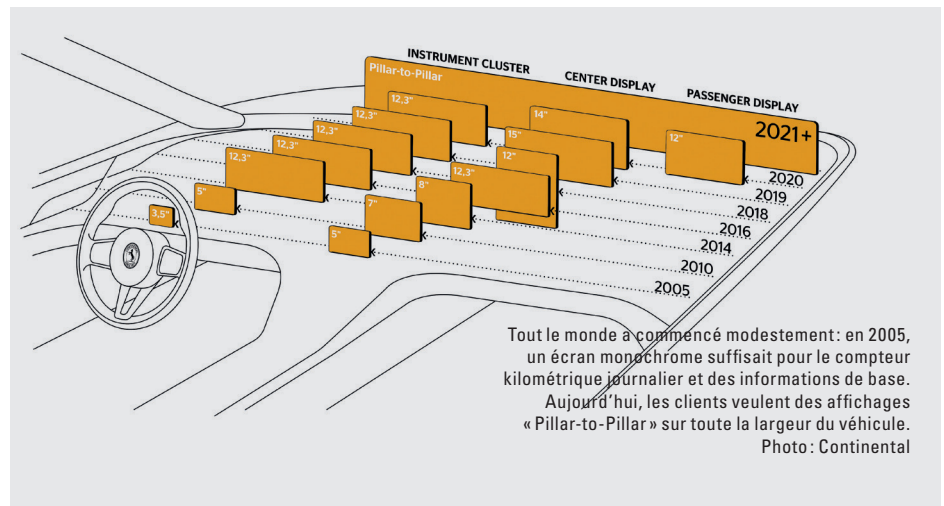 INSTRUMENT CLUSTER
CENTER DISPLAY
PASSENGER DISPLAY
Pillar-to-Pillar
2021+
12,3"
14"
12"
2020
12,3"
15"
2019
12,3"
12"
2018
12,3"
12,3"
2016
12,3"
8"
2014
5"
7"
2010
3,5"
5"
2005
Tout le monde a commencé modestement: en 2005,
un écran monochrome suffisait pour le compteur
kilométrique journalier et des informations de base.
Aujourd'hui, les clients veulent des affichages
« Pillar-to-Pillar » sur toute la largeur du véhicule.
Photo: Continental